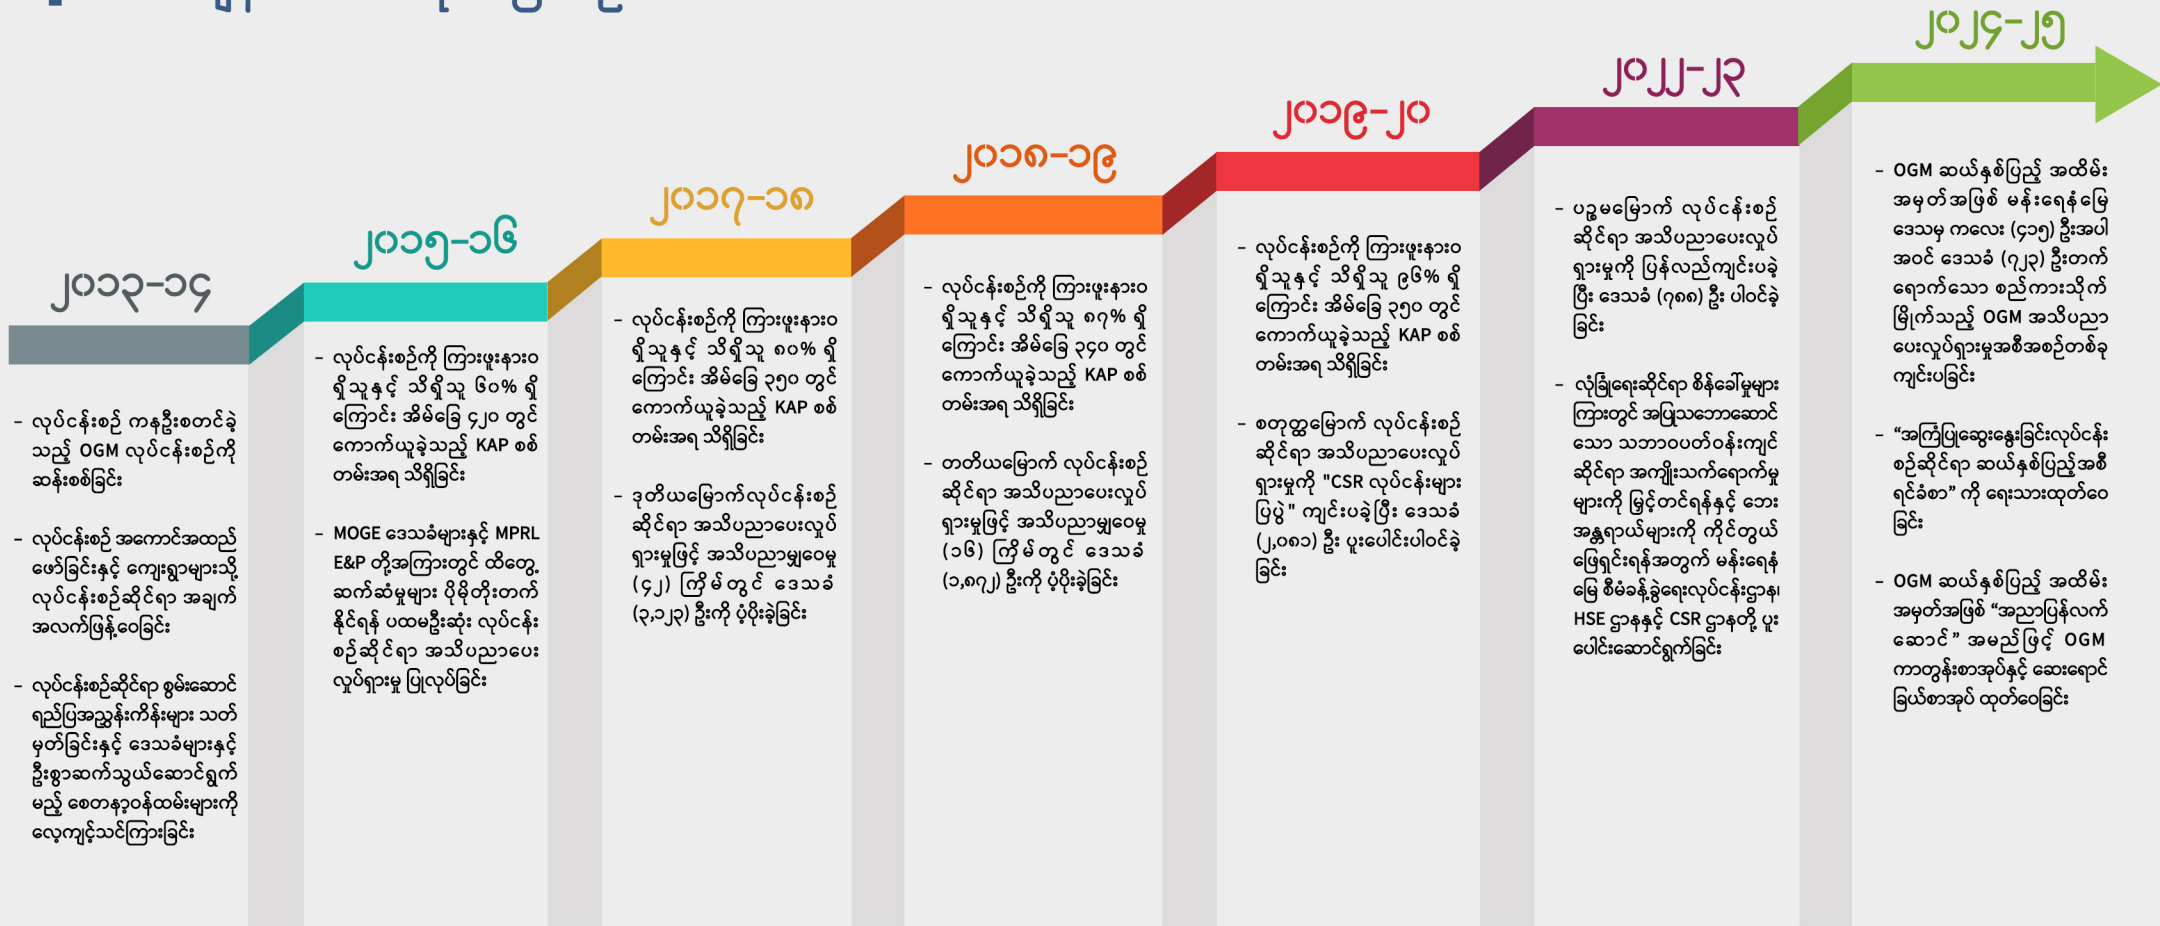 ၂၀၁၃-၁၄
- လုပ်ငန်းစဉ် ကနဦးစတင်ခဲ့
သည့် OGM လုပ်ငန်းစဉ်ကို
ဆန်းစစ်ခြင်း
- လုပ်ငန်းစဉ် အကောင်အထည်
ဖော်ခြင်းနှင့် ကျေးရွာများသို့
လုပ်ငန်းစဉ်ဆိုင်ရာ အချက်
အလက်ဖြန့်ဝေခြင်း
- လုပ်ငန်းစဉ်ဆိုင်ရာ စွမ်းဆောင်
ရည်ပြအညွှန်းကိန်းများ သတ်
မှတ်ခြင်းနှင့် ဒေသခံများနှင့်
ဦးစွာဆက်သွယ်ဆောင်ရွက်
မည့် စေတနာ့ဝန်ထမ်းများကို
လေ့ကျင့်သင်ကြားခြင်း
၂၀၁၅-၁၆
- လုပ်ငန်းစဉ်ကို ကြားဖူးနားဝ
ရှိသူနှင့် သိရှိသူ ၆၀% ရှိ
ကြောင်း အိမ်ခြေ ၄၂၀ တွင်
ကောက်ယူခဲ့သည့် KAP စစ်
တမ်းအရ သိရှိခြင်း
- MOGE ဒေသခံများနှင့် MPRL
E&P တို့အကြားတွင် ထိတွေ့
ဆက်ဆံမှုများ ပိုမိုတိုးတက်
နိုင်ရန် ပထမဦးဆုံး လုပ်ငန်း
စဉ်ဆိုင်ရာ အသိပညာပေး
လှုပ်ရှားမှု ပြုလုပ်ခြင်း
၂၀၁၇-၁၈
- လုပ်ငန်းစဉ်ကို ကြားဖူးနားဝ
ရှိသူနှင့် သိရှိသူ ၈၀% ရှိ
ကြောင်း အိမ်ခြေ ၃၅၀ တွင်
ကောက်ယူခဲ့သည့် KAP စစ်
တမ်းအရ သိရှိခြင်း
- ဒုတိယမြောက်လုပ်ငန်းစဉ်
ဆိုင်ရာ အသိပညာပေးလှုပ်
ရှားမှုဖြင့် အသိပညာမျှဝေမှု
(၄၂) ကြိမ်တွင် ဒေသခံ
(၃,၁၂၃) ဦးကို ပံ့ပိုးခဲ့ခြင်း
၂၀၁၈-၁၉
- လုပ်ငန်းစဉ်ကို ကြားဖူးနားဝ
ရှိသူနှင့် သိရှိသူ ၈၇% ရှိ
ကြောင်း အိမ်ခြေ ၃၄၀ တွင်
ကောက်ယူခဲ့သည့် KAP စစ်
တမ်းအရ သိရှိခြင်း
- တတိယမြောက် လုပ်ငန်းစဉ်
ဆိုင်ရာ အသိပညာပေးလှုပ်
ရှားမှုဖြင့် အသိပညာမျှဝေမှု
(၁၆) ကြိမ်တွင် ဒေသခံ
(၁,၈၇၂) ဦးကို ပံ့ပိုးခဲ့ခြင်း
၂၀၁၉-၂၀
- လုပ်ငန်းစဉ်ကို ကြားဖူးနားဝ
ရှိသူနှင့် သိရှိသူ ၉၆% ရှိ
ကြောင်း အိမ်ခြေ ၃၅၀ တွင်
ကောက်ယူခဲ့သည့် KAP စစ်
တမ်းအရ သိရှိခြင်း
- စတုတ္ထမြောက် လုပ်ငန်းစဉ်
ဆိုင်ရာ အသိပညာပေးလှုပ်
ရှားမှုကို "CSR လုပ်ငန်းများ
ပြပွဲ" ကျင်းပခဲ့ပြီး ဒေသခံ
(၂,၀၈၁) ဦး ပူးပေါင်းပါဝင်ခဲ့
ခြင်း
၂၀၂၂-၂၃
- ပဉ္စမမြောက် လုပ်ငန်းစဉ်
ဆိုင်ရာ အသိပညာပေးလှုပ်
ရှားမှုကို ပြန်လည်ကျင်းပခဲ့
ပြီး ဒေသခံ (၇၈၈) ဦး ပါဝင်ခဲ့
ခြင်း
- လုံခြုံရေးဆိုင်ရာ စိန်ခေါ်မှုများ
ကြားတွင် အပြုသဘောဆောင်
သော သဘာဝပတ်ဝန်းကျင်
ဆိုင်ရာ အကျိုးသက်ရောက်မှု
များကို မြှင့်တင်ရန်နှင့် ဘေး
အန္တရာယ်များကို ကိုင်တွယ်
ဖြေရှင်းရန်အတွက် မန်းရေနံ
မြေ စီမံခန့်ခွဲရေးလုပ်ငန်းဌာန၊
HSE ဌာနနှင့် CSR ဌာနတို့ ပူး
ပေါင်းဆောင်ရွက်ခြင်း
၂၀၂၄-၂၅
- OGM ဆယ်နှစ်ပြည့် အထိမ်း
အမှတ်အဖြစ် မန်းရေနံမြေ
ဒေသမှ ကလေး (၄၁၅) ဦးအပါ
အဝင် ဒေသခံ (၇၂၃) ဦးတက်
ရောက်သော စည်ကားသိုက်
မြိုက်သည့် OGM အသိပညာ
ပေးလှုပ်ရှားမှုအစီအစဉ်တစ်ခု
ကျင်းပခြင်း
- “အကြံပြုဆွေးနွေးခြင်းလုပ်ငန်း
စဉ်ဆိုင်ရာ ဆယ်နှစ်ပြည့်အစီ
ရင်ခံစာ” ကို ရေးသားထုတ်ဝေ
ခြင်း
- OGM ဆယ်နှစ်ပြည့် အထိမ်း
အမှတ်အဖြစ် “အညာပြန်လက်
ဆောင်” အမည်ဖြင့် OGM
ကာတွန်းစာအုပ်နှင့် ဆေးရောင်
ခြယ်စာအုပ် ထုတ်ဝေခြင်း